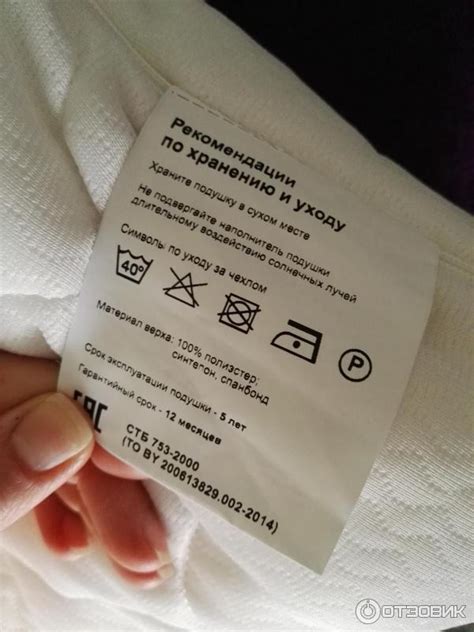 Рекомендации
по хранению и уходу
Храните подушку в сухом месте
Не подвергайте наполнитель подушки
длительному воздействию солнечных лучей
Символы по уходу за чехлом
40°
P
Материал верха: 100% полиэстер;
синтепон, спанбонд
Срок эксплуатации подушки - 5 лет
Гарантийный срок - 12 месяцев
ЕАС
СТБ 753-2000
(ТО BY 200613829.002-2014)
ОТЗОВИК